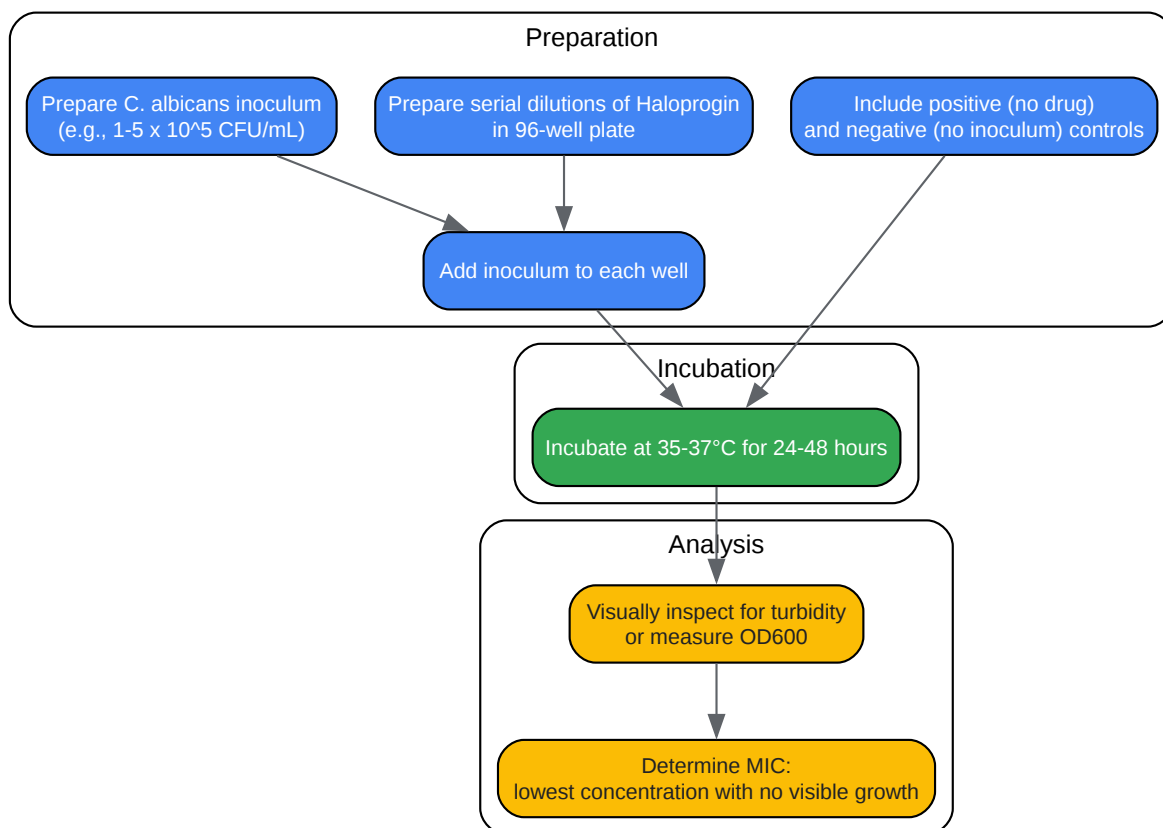 Preparation
Prepare C. albicans inoculum
(e.g., 1-5 x 10^5 CFU/mL)
Prepare serial dilutions of Haloprogin
in 96-well plate
Include positive (no drug)
and negative (no inoculum) controls
Add inoculum to each well
Incubation
Incubate at 35-37°C for 24-48 hours
Analysis
Visually inspect for turbidity
or measure OD600
Determine MIC:
lowest concentration with no visible growth